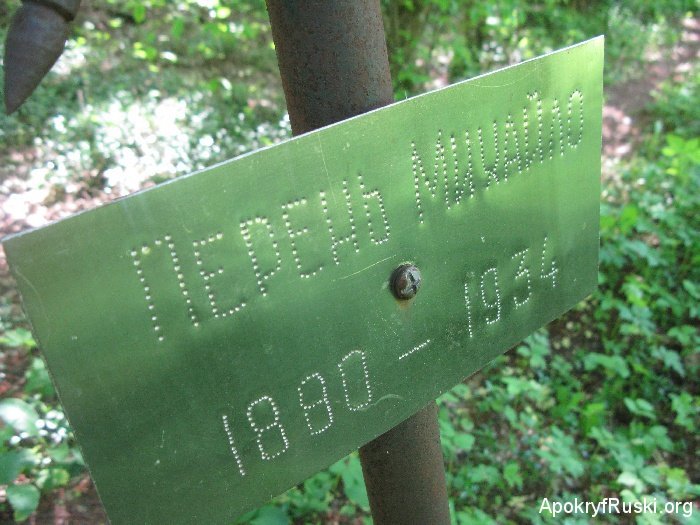 ПЕРЕНЬ МИХАЙЛО
1880 - 1934
ApokryfRuski.org